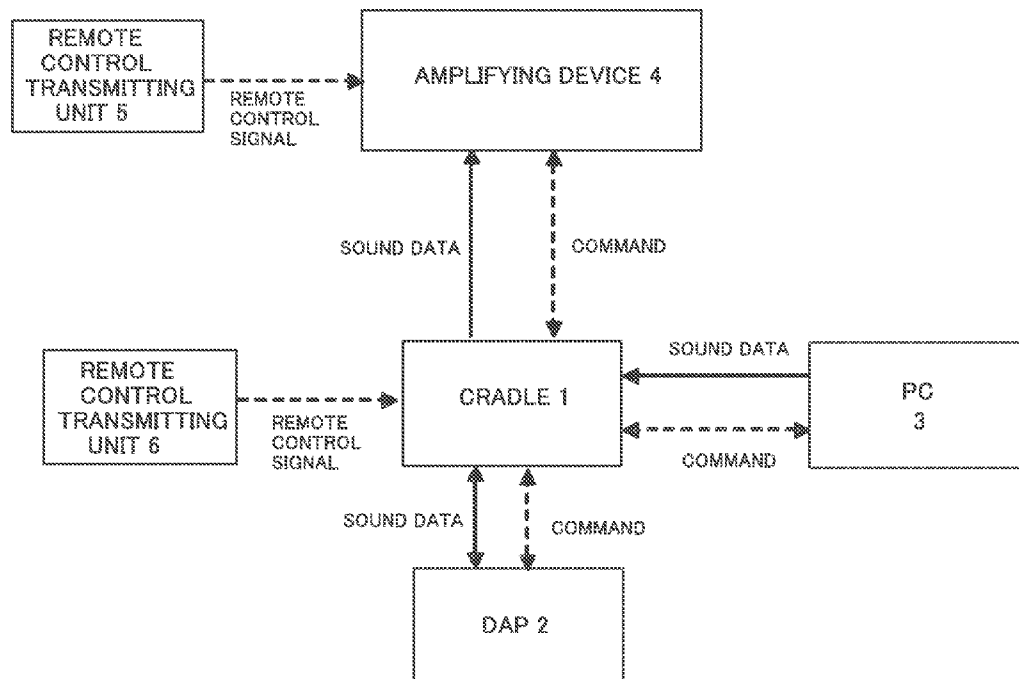 REMOTE
CONTROL
TRANSMITTING
UNIT 5
REMOTE
CONTROL
SIGNAL
AMPLIFYING DEVICE 4
SOUND DATA
COMMAND
REMOTE
CONTROL
TRANSMITTING
UNIT 6
REMOTE
CONTROL
SIGNAL
CRADLE 1
SOUND DATA
COMMAND
PC
3
SOUND DATA
COMMAND
DAP 2